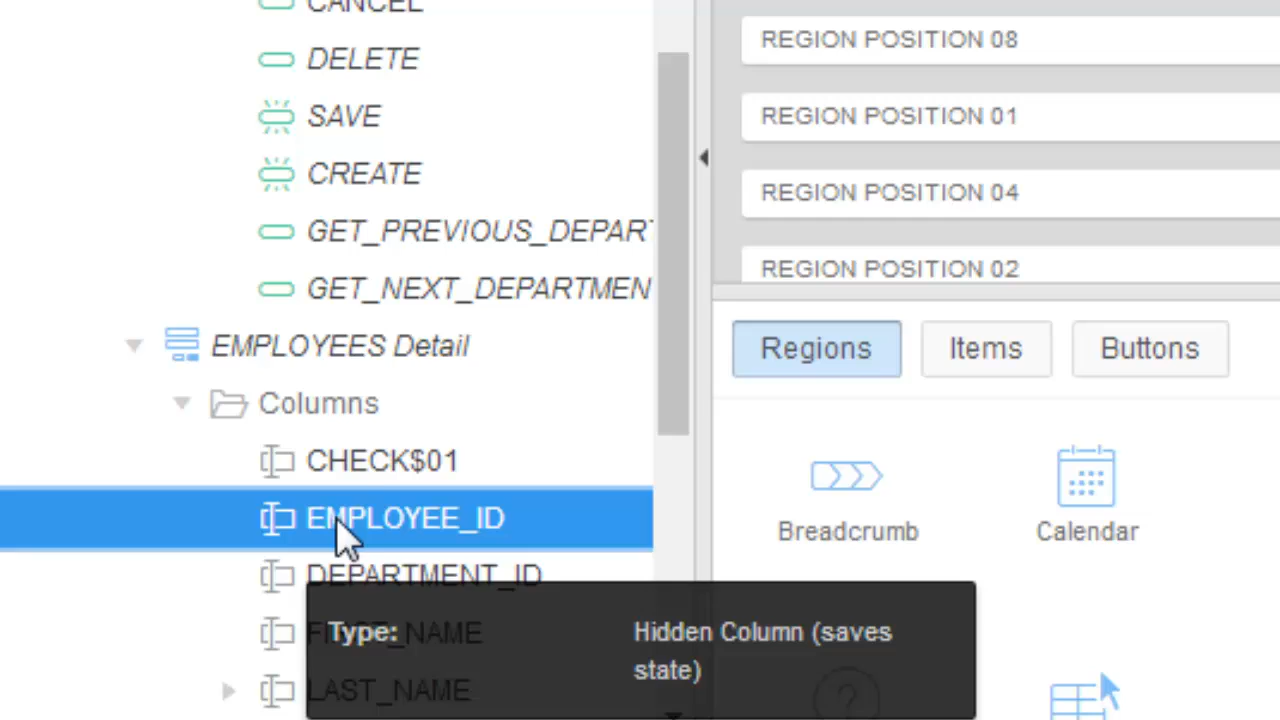 CANCEL
DELETE
SAVE
CREATE
GET_PREVIOUS_DEPART
GET_NEXT_DEPARTMEN
EMPLOYEES Detail
Columns
CHECK$01
EMPLOYEE_ID
DEPARTMENT_ID
FIRST_NAME
LAST_NAME
Type:
Hidden Column (saves
state)
REGION POSITION 08
REGION POSITION 01
REGION POSITION 04
REGION POSITION 02
Regions
Items
Buttons
Breadcrumb
Calendar
?